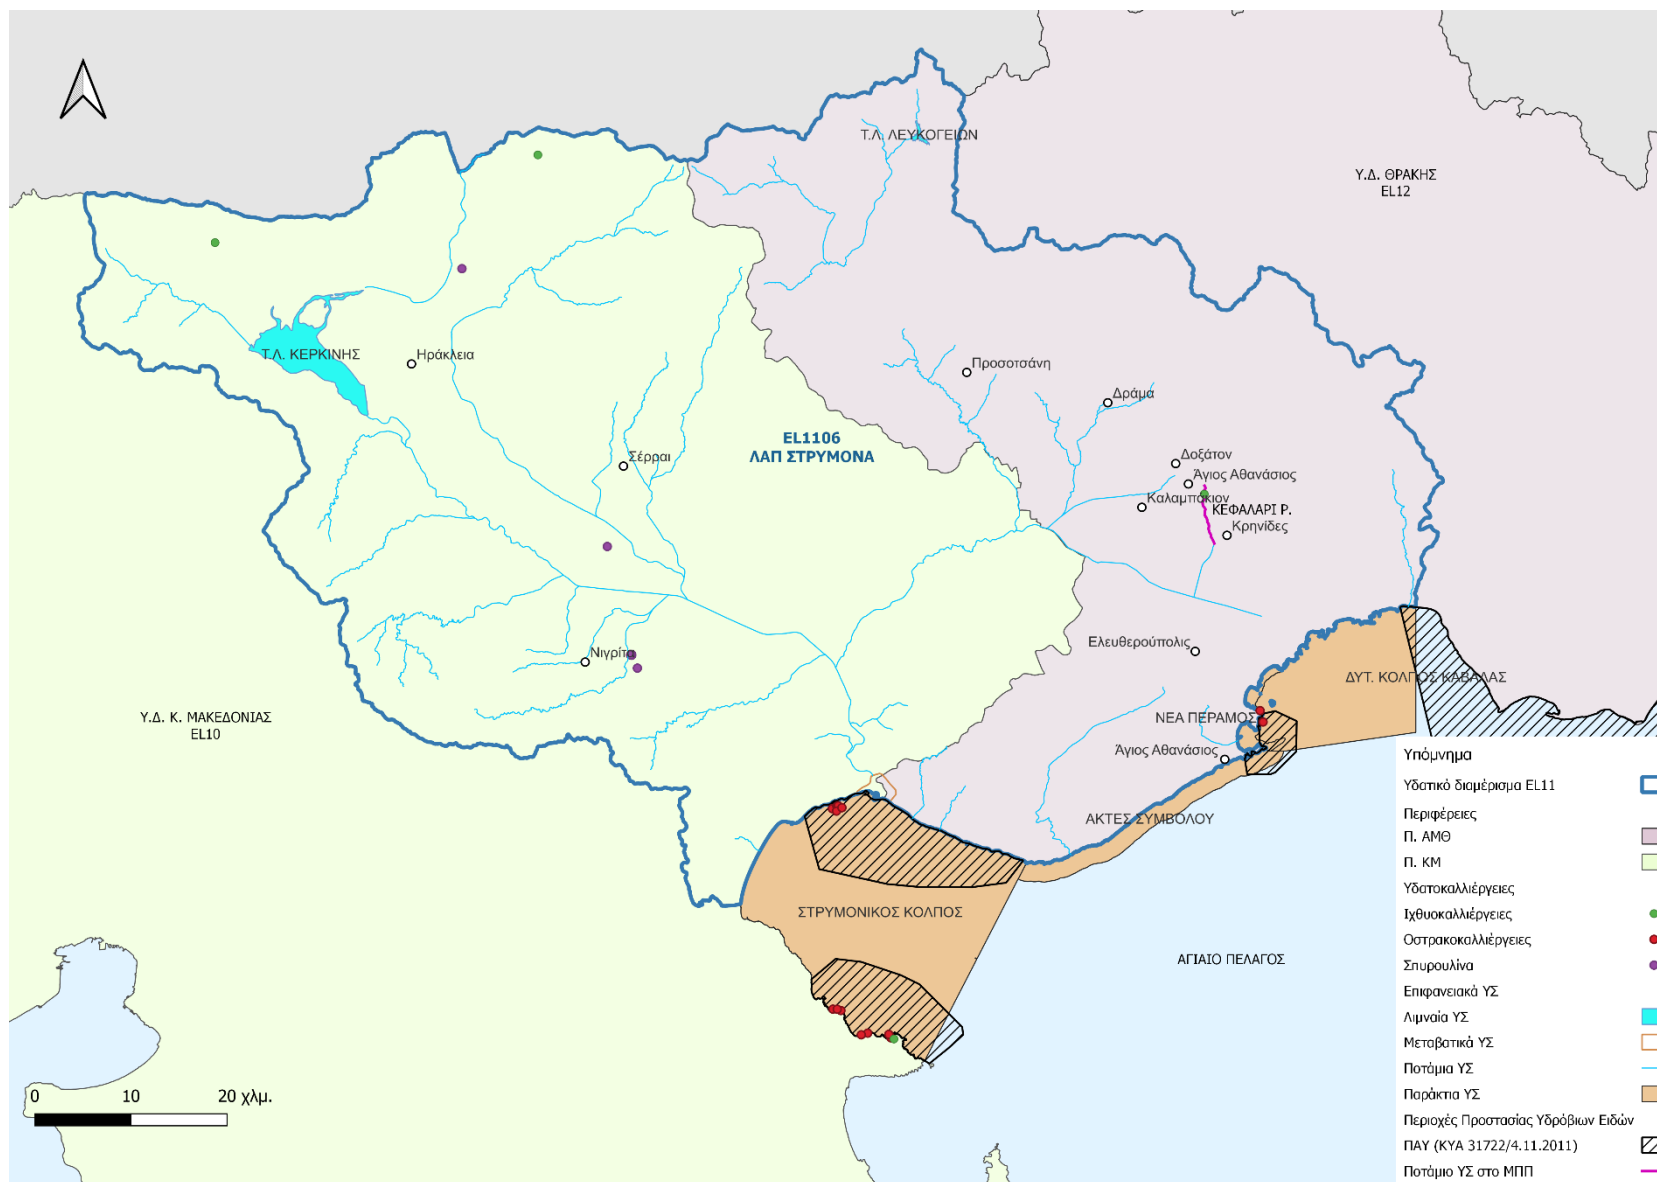 Τ.Λ. ΛΕΥΚΟΓΕΙΩΝ
Υ.Δ. ΘΡΑΚΗΣ
EL12
Τ.Λ. ΚΕΡΚΙΝΗΣ
Ηράκλεια
Προσοτσάνη
Δράμα
EL1106
ΛΑΠ ΣΤΡΥΜΟΝΑ
Σέρραι
Δοξάτον
Άγιος Αθανάσιος
Καλαμπάκιον
ΚΕΦΑΛΑΡΙ Ρ.
Κρηνίδες
Ελευθερούπολις
Νιγρίτα
ΔΥΤ. ΚΟΛΠΟΣ ΚΑΒΑΛΑΣ
Υ.Δ. Κ. ΜΑΚΕΔΟΝΙΑΣ
EL10
ΝΕΑ ΠΕΡΑΜΟΣ
Άγιος Αθανάσιος
ΑΚΤΕΣ ΣΥΜΒΟΛΟΥ
ΣΤΡΥΜΟΝΙΚΟΣ ΚΟΛΠΟΣ
ΑΓΙΑΙΟ ΠΕΛΑΓΟΣ
0 10 20 χλμ.
Υπόμνημα
Υδατικό διαμέρισμα EL11
Περιφέρειες
Π. ΑΜΘ
Π. ΚΜ
Υδατοκαλλιέργειες
Ιχθυοκαλλιέργειες
Οστρακοκαλλιέργειες
Σπυρουλίνα
Επιφανειακά ΥΣ
Λιμναία ΥΣ
Μεταβατικά ΥΣ
Ποτάμια ΥΣ
Παράκτια ΥΣ
Περιοχές Προστασίας Υδρόβιων Ειδών
ΠΑΥ (ΚΥΑ 31722/4.11.2011)
Ποτάμιο ΥΣ στο ΜΠΠ